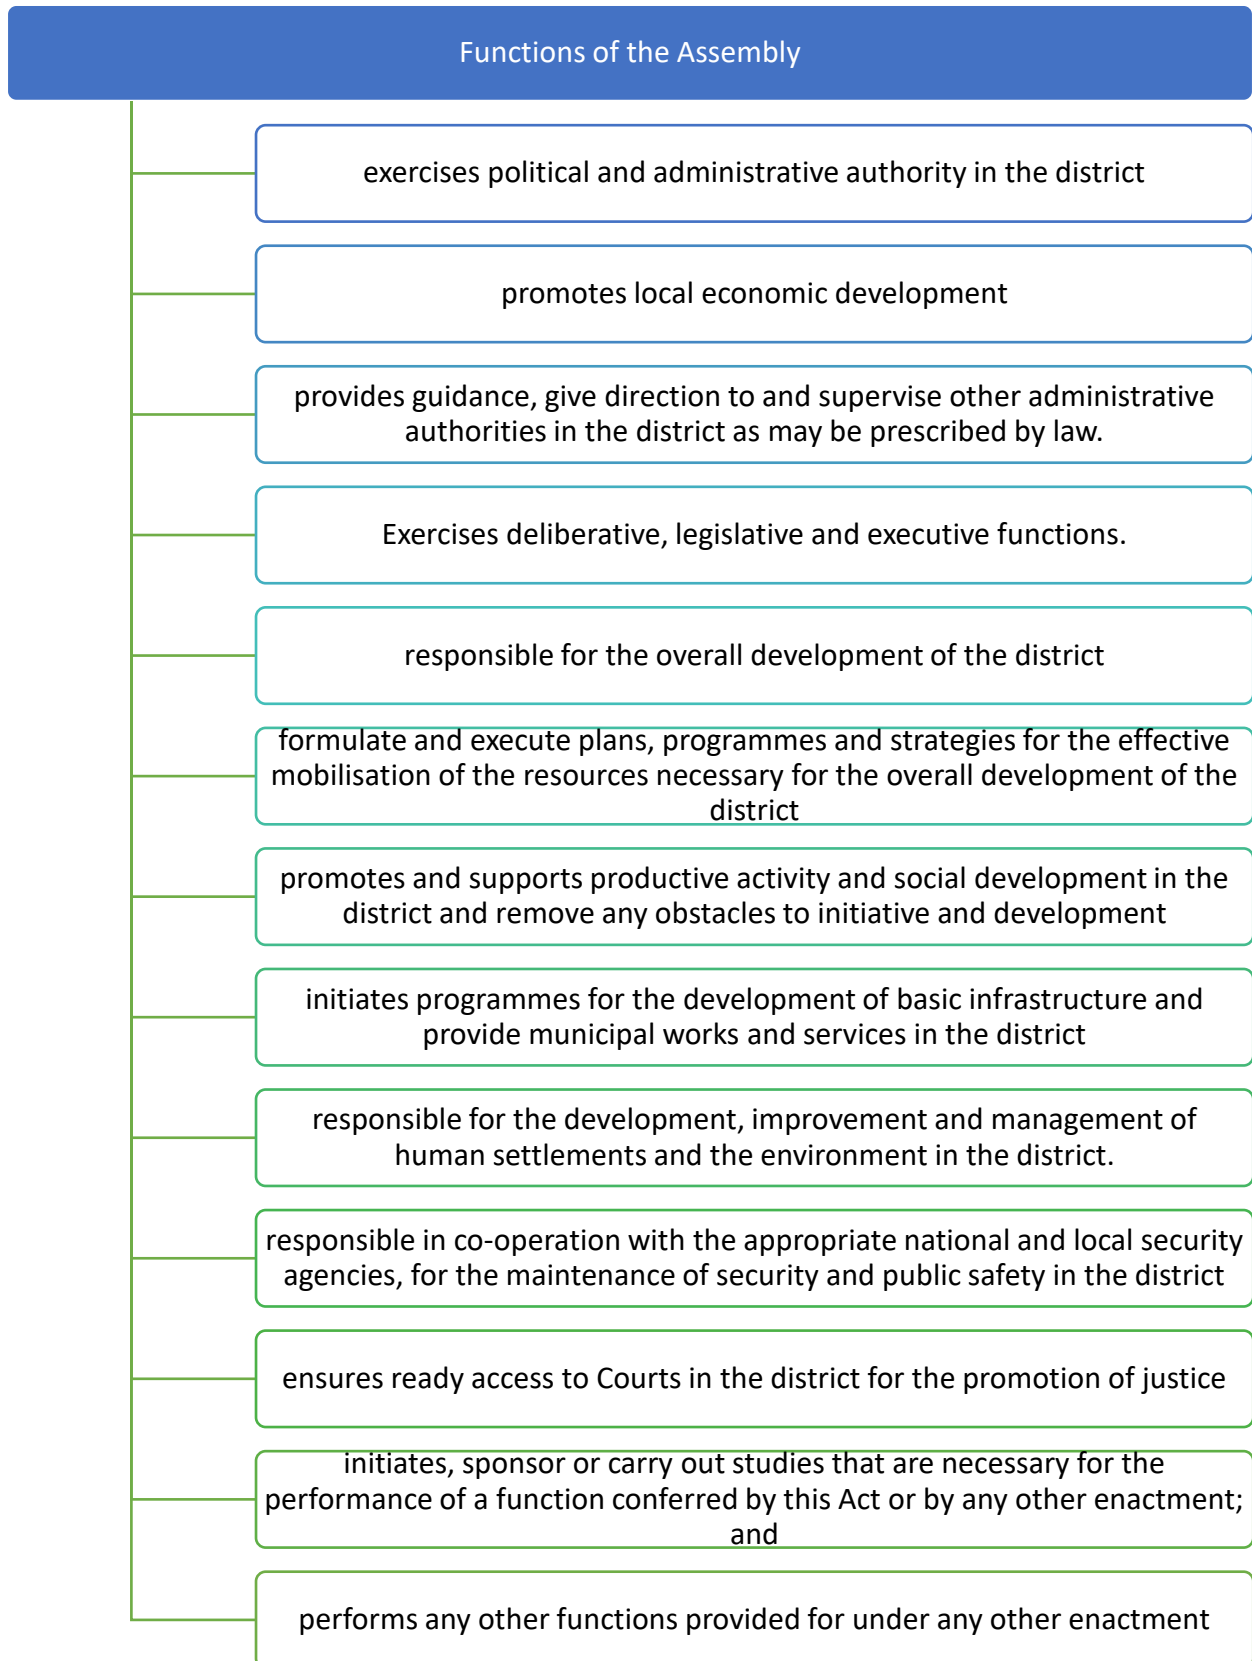 Functions of the Assembly
exercises political and administrative authority in the district
promotes local economic development
provides guidance, give direction to and supervise other administrative
authorities in the district as may be prescribed by law.
Exercises deliberative, legislative and executive functions.
responsible for the overall development of the district
formulate and execute plans, programmes and strategies for the effective
mobilisation of the resources necessary for the overall development of the
district
promotes and supports productive activity and social development in the
district and remove any obstacles to initiative and development
initiates programmes for the development of basic infrastructure and
provide municipal works and services in the district
responsible for the development, improvement and management of
human settlements and the environment in the district.
responsible in co-operation with the appropriate national and local security
agencies, for the maintenance of security and public safety in the district
ensures ready access to Courts in the district for the promotion of justice
initiates, sponsor or carry out studies that are necessary for the
performance of a function conferred by this Act or by any other enactment;
and
performs any other functions provided for under any other enactment